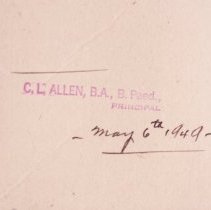 C. L. ALLEN, B.A., B. Paed.,
PRINCIPAL
- May 6th 1949 -